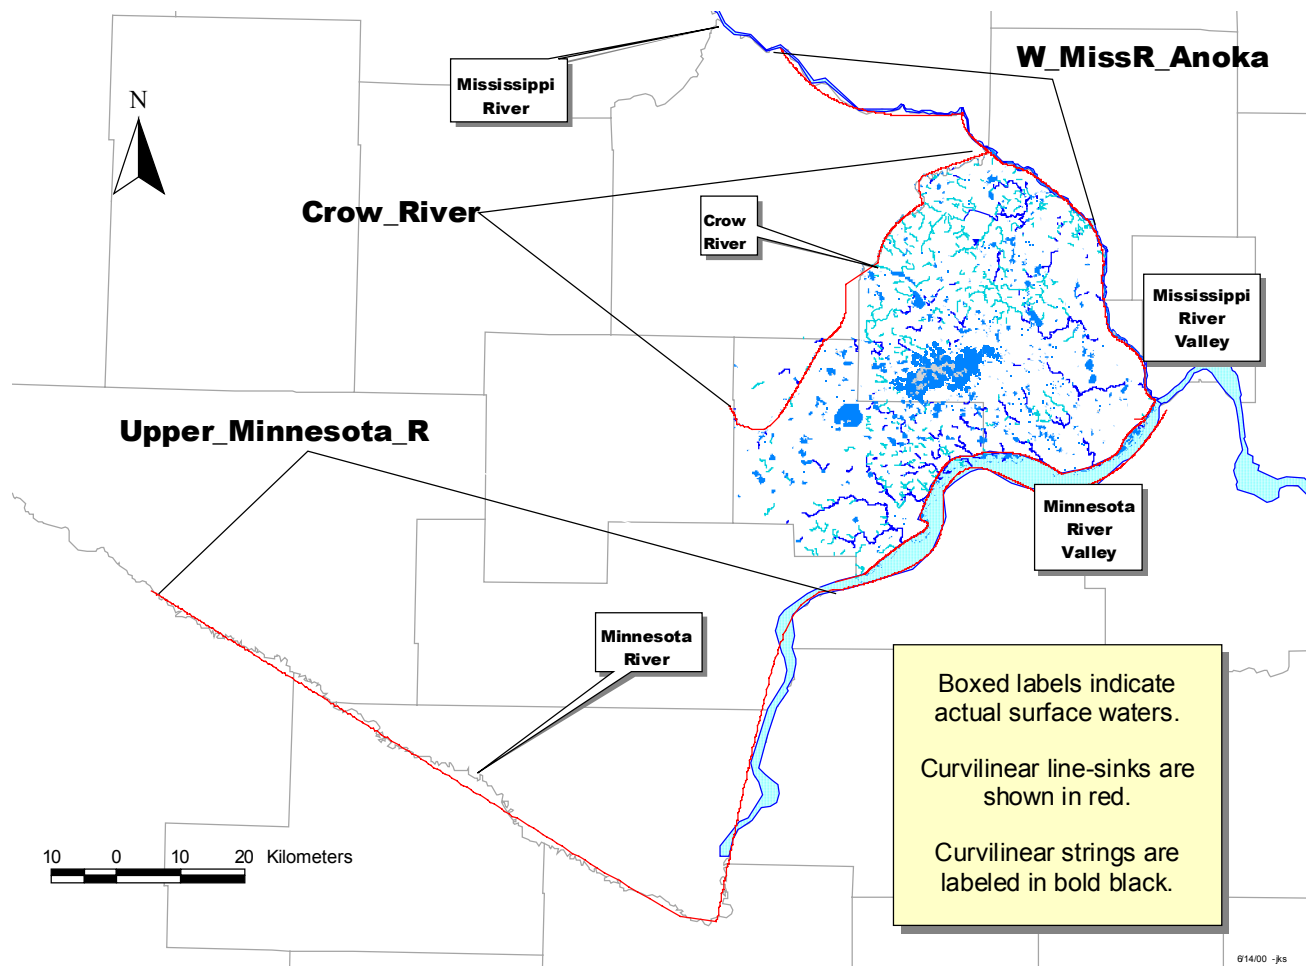 Mississippi
River
W_MissR_Anoka
N
Crow_River
Crow
River
Mississippi
River
Valley
Upper_Minnesota_R
Minnesota
River
Valley
Minnesota
River
Boxed labels indicate
actual surface waters.
Curvilinear line-sinks are
shown in red.
Curvilinear strings are
labeled in bold black.
10 0 10 20 Kilometers
6/14/00 -jks